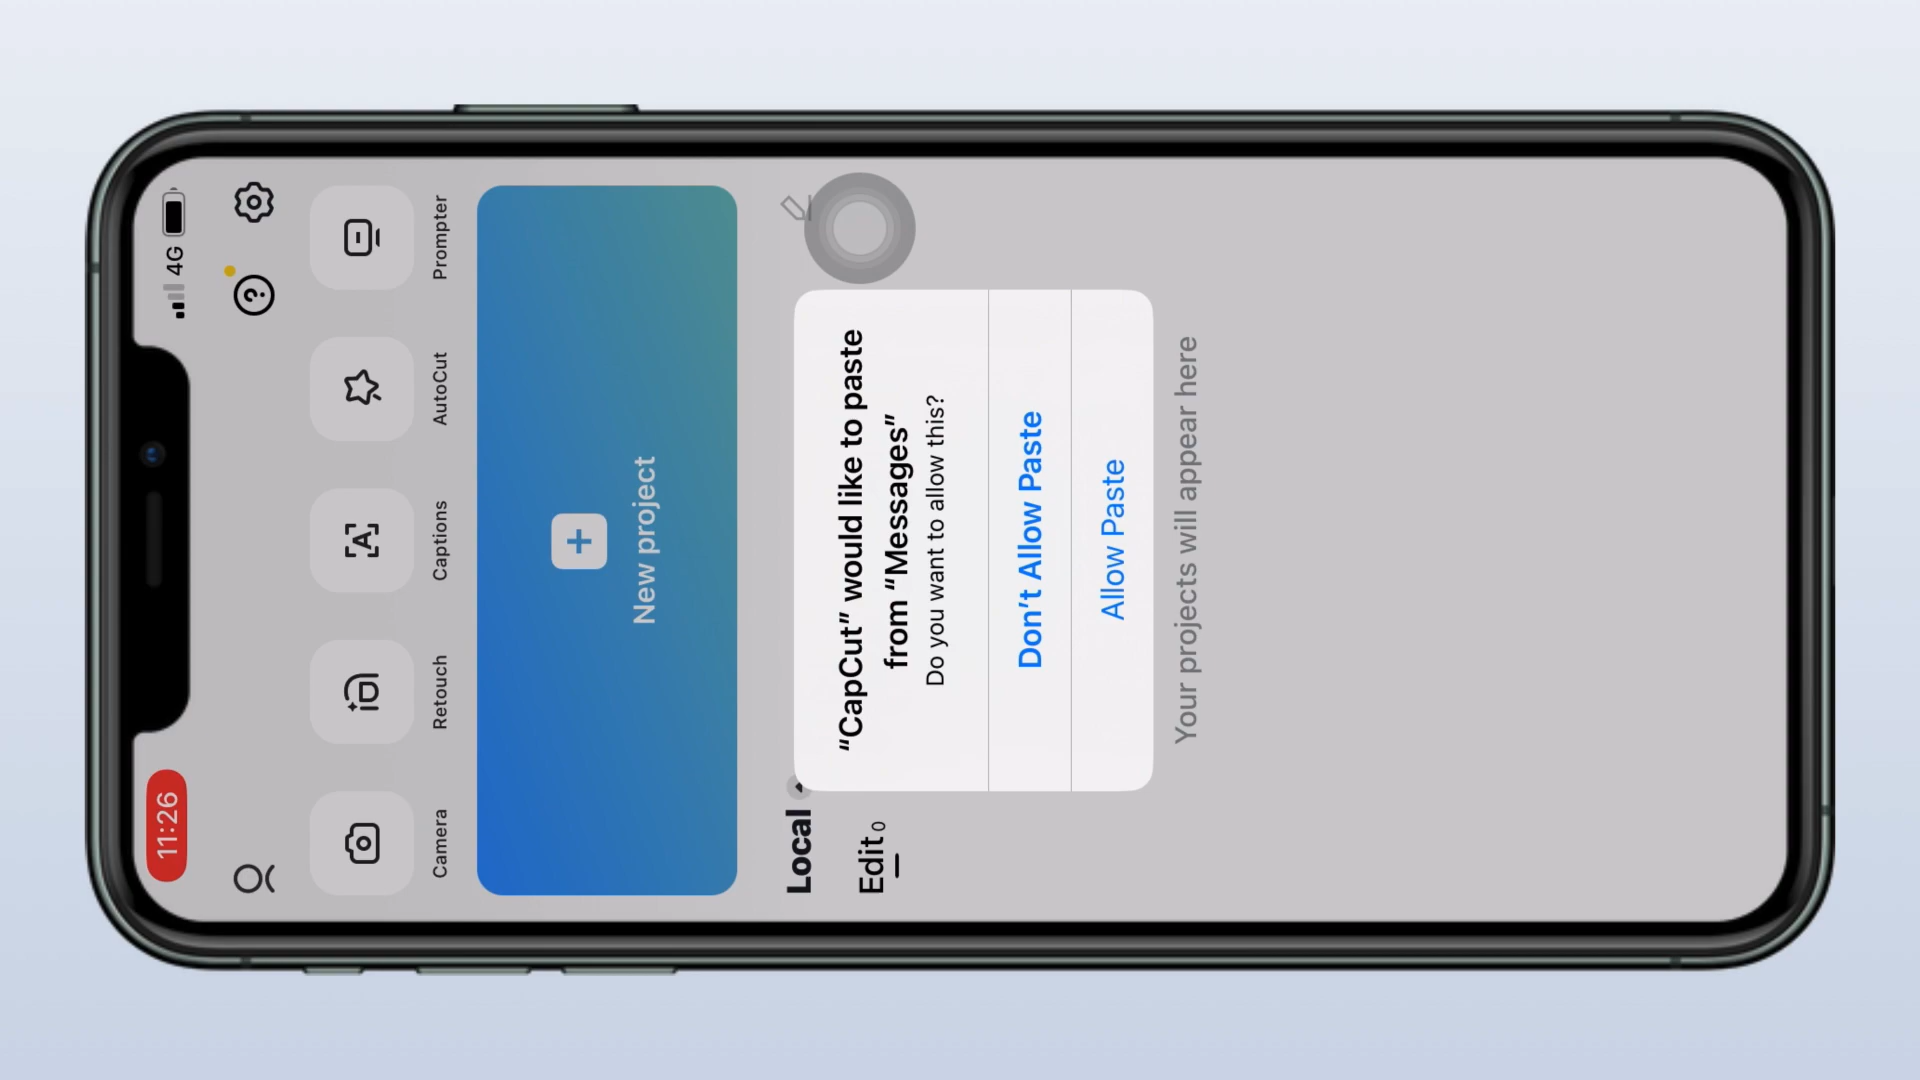 11:26
4G
Camera
Retouch
Captions
AutoCut
Prompter
New project
Local
Edit 0
“CapCut” would like to paste
from “Messages”
Do you want to allow this?
Don’t Allow Paste
Allow Paste
Your projects will appear here